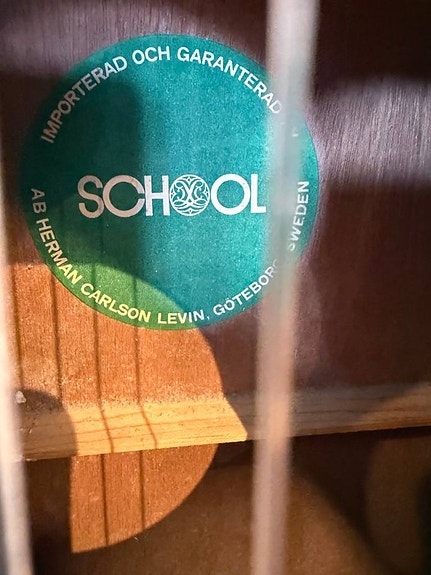 IMPORTERAD OCH GARANTERAD
SCHOOL
AB HERMAN CARLSON LEVIN, GÖTEBORG SWEDEN